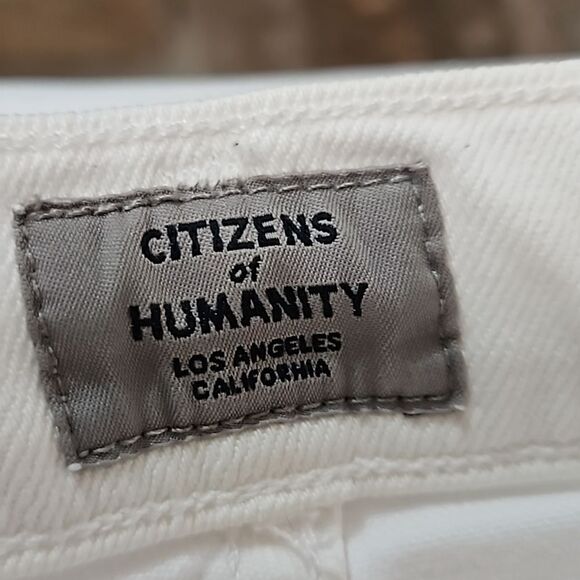 CITIZENS
of
HUMANITY
LOS ANGELES
CALIFORNIA